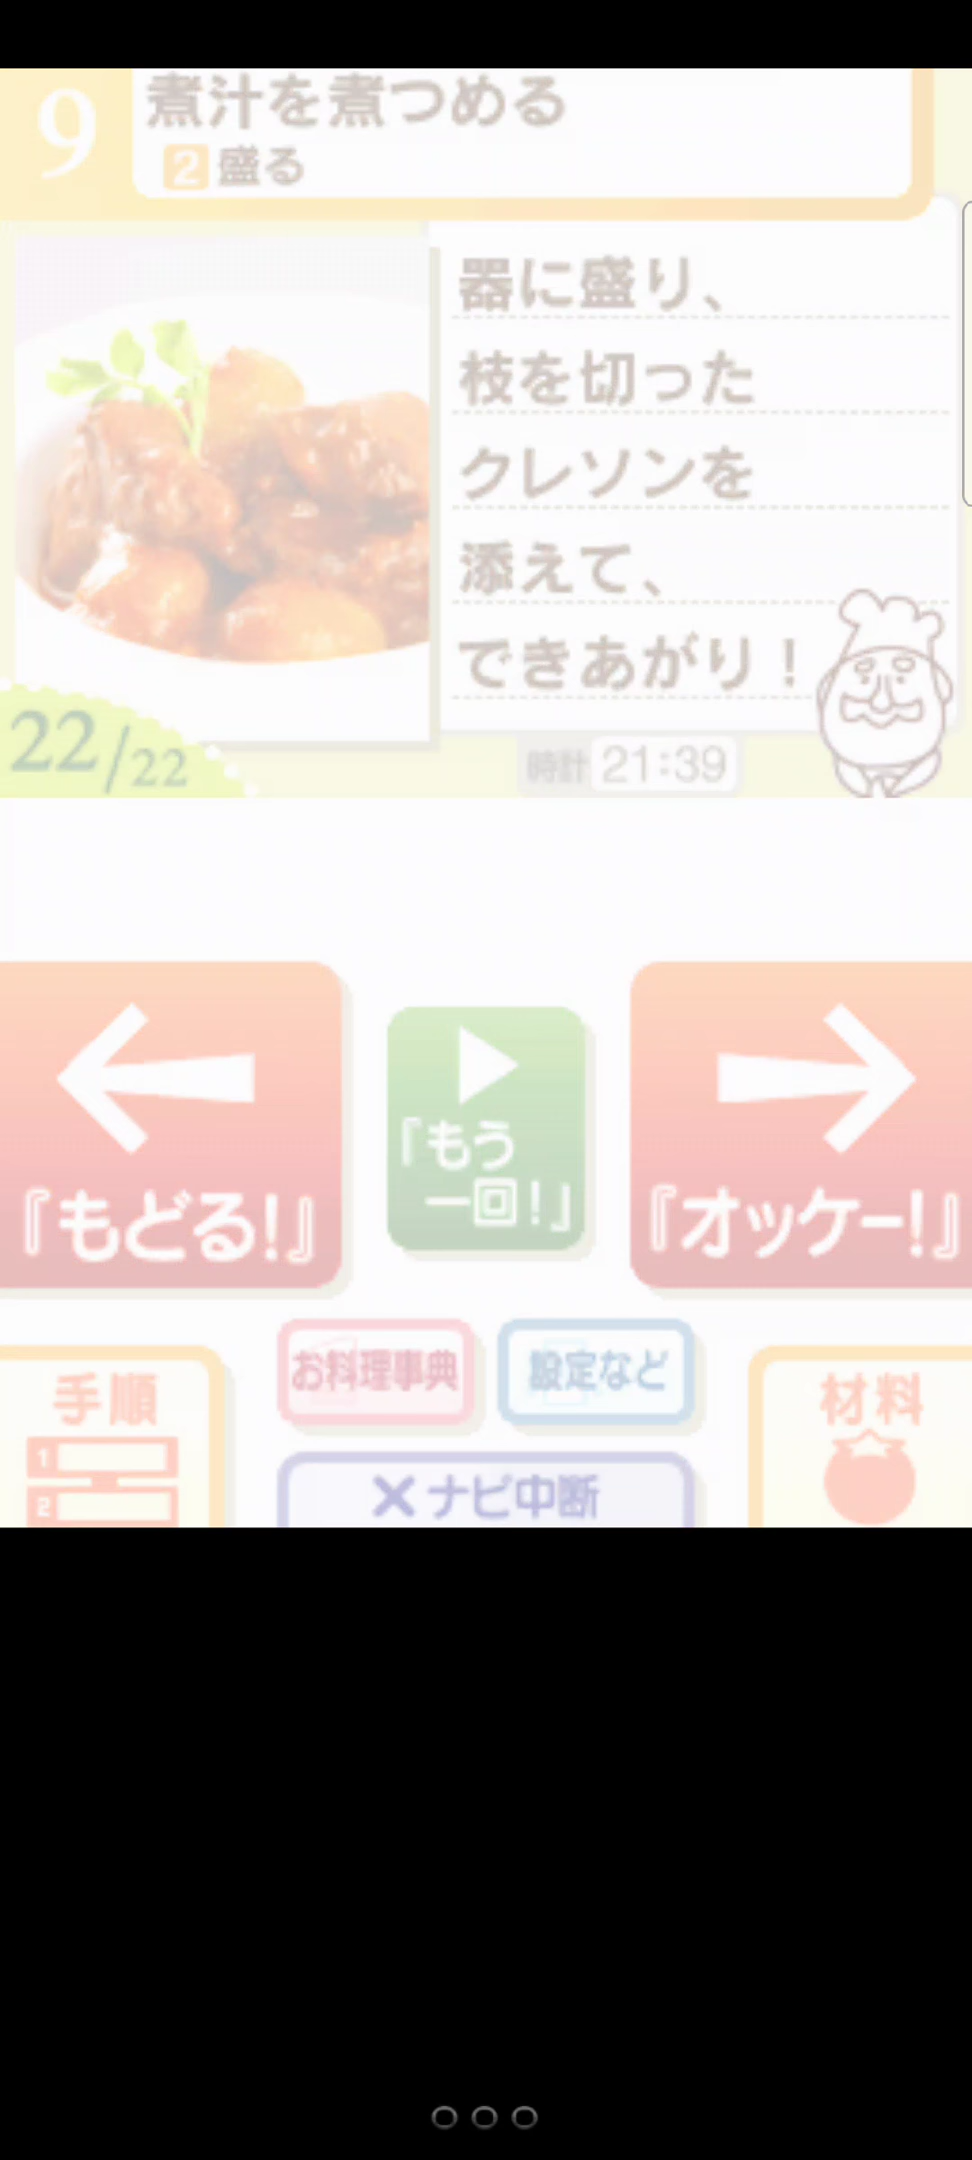 9
煮汁を煮つめる
2 盛る
器に盛り、
枝を切った
クレソンを
添えて、
できあがり！
22/22
時計 21:39
『もどる!』
『もう
一回!』
『オッケー!』
手順
1
2
お料理事典
設定など
×ナビ中断
材料